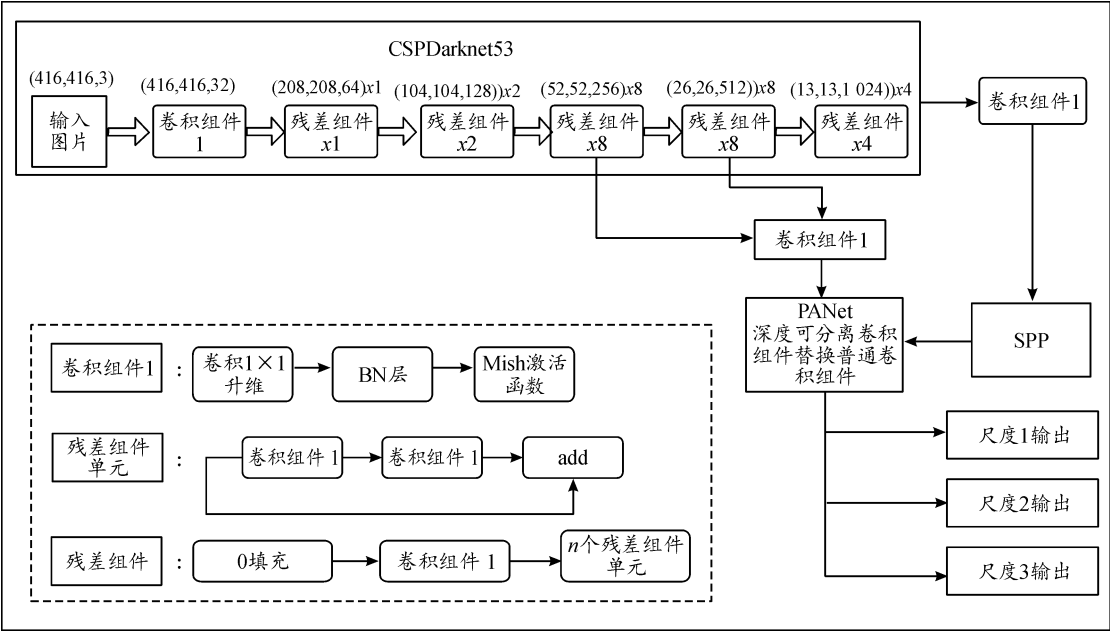 CSPDarknet53
(416,416,3)
(416,416,32)
(208,208,64)x1
(104,104,128))x2
(52,52,256)x8
(26,26,512))x8
(13,13,1 024))x4
输入
图片
卷积组件
1
残差组件
x1
残差组件
x2
残差组件
x8
残差组件
x8
残差组件
x4
卷积组件1
卷积组件1
PANet
深度可分离卷积
组件替换普通卷
积组件
SPP
尺度1输出
尺度2输出
尺度3输出
卷积组件1
:
卷积1×1
升维
BN层
Mish激活
函数
残差组件
单元
:
卷积组件 1
卷积组件 1
add
残差组件
:
0填充
卷积组件 1
n个残差组件
单元